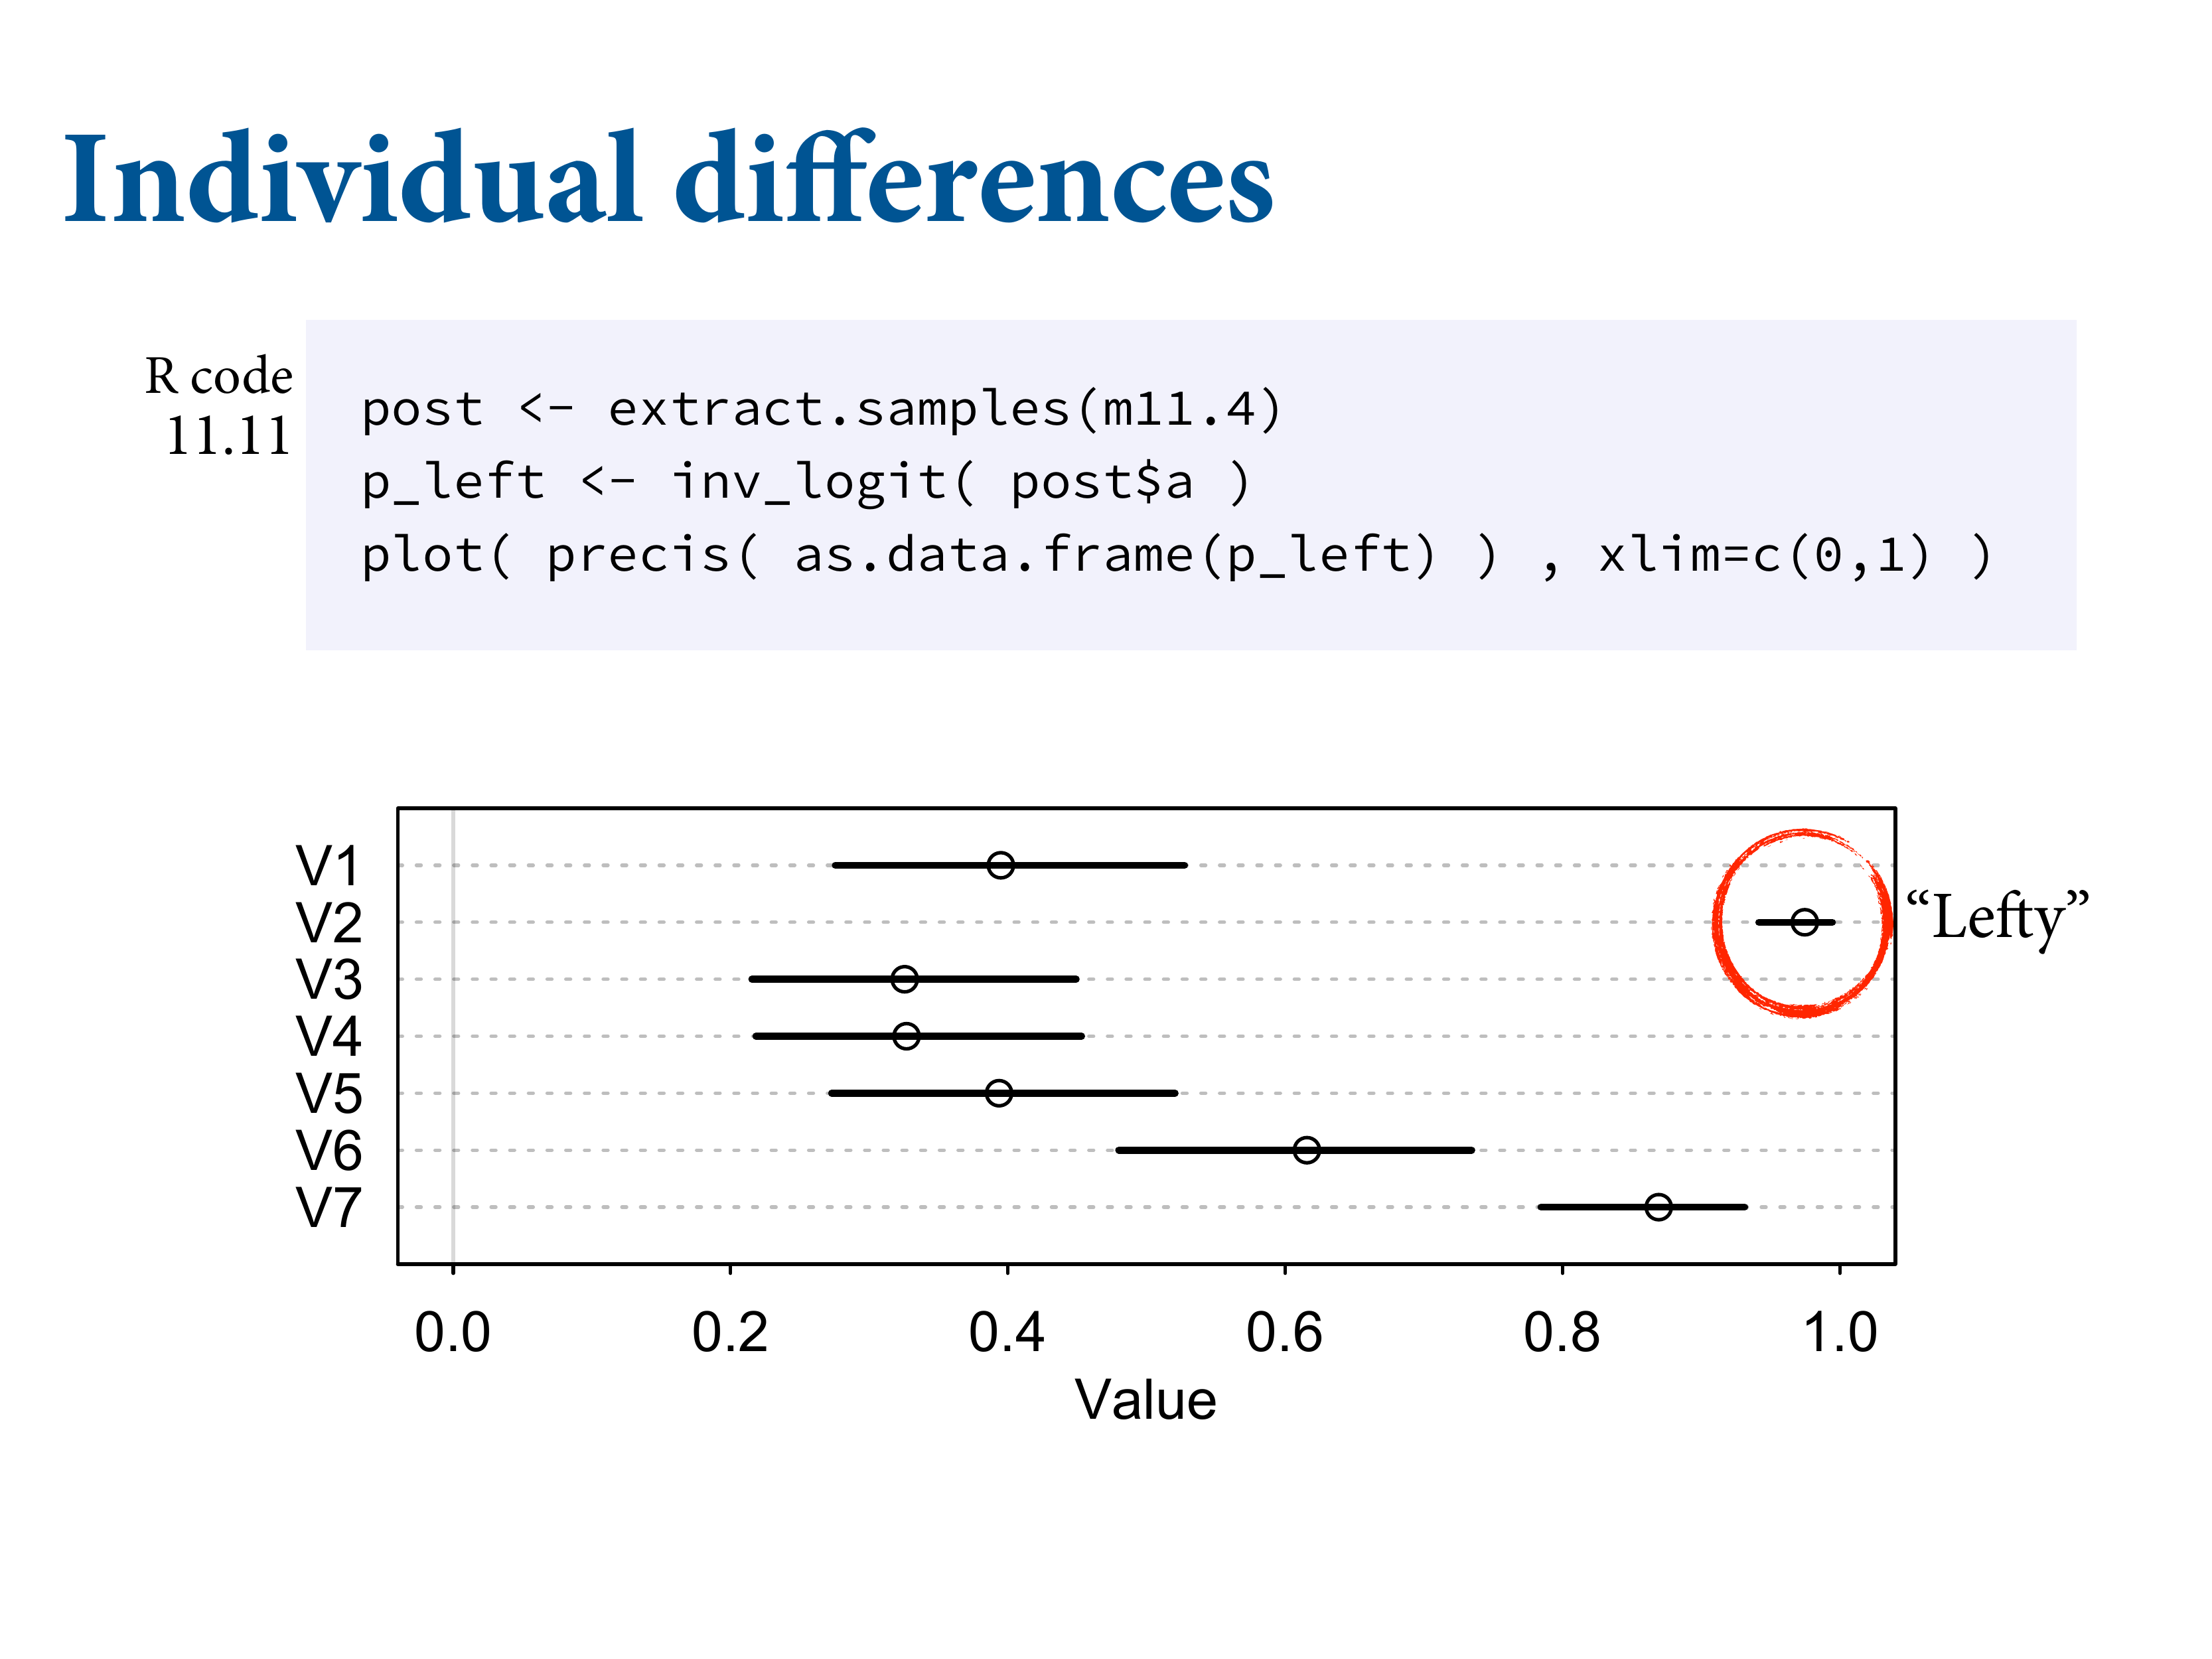 Individual differences
R code
11.11
post <- extract.samples(m11.4)
p_left <- inv_logit( post$a )
plot( precis( as.data.frame(p_left) ) , xlim=c(0,1) )
V1
V2
“Lefty”
V3
V4
V5
V6
V7
0.0 0.2 0.4 0.6 0.8 1.0
Value